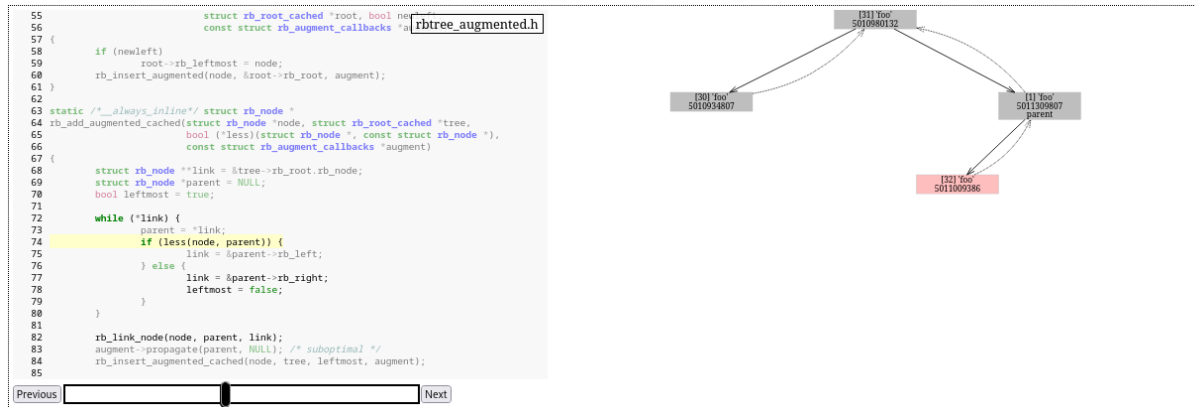 55 struct rb_root_cached *root, bool
56 const struct rb_augment_callbacks
rbtree_augmented.h
57 {
58 if (newleft)
59 root->rb_leftmost = node;
60 rb_insert_augmented(node, &root->rb_root, augment);
61 }
62
63 static /*__always_inline*/ struct rb_node *
64 rb_add_augmented_cached(struct rb_node *node, struct rb_root_cached *tree,
65 bool (*less)(struct rb_node *, const struct rb_node *),
66 const struct rb_augment_callbacks *augment)
67 {
68 struct rb_node **link = &tree->rb_root.rb_node;
69 struct rb_node *parent = NULL;
70 bool leftmost = true;
71
72 while (*link) {
73 parent = *link;
74 if (less(node, parent)) {
75 link = &parent->rb_left;
76 } else {
77 link = &parent->rb_right;
78 leftmost = false;
79 }
80 }
81
82 rb_link_node(node, parent, link);
83 augment->propagate(parent, NULL); /* suboptimal */
84 rb_insert_augmented_cached(node, tree, leftmost, augment);
85
Previous
Next
[31] 'foo'
5010980132
[30] 'foo'
5010934807
[1] 'foo'
5011309807
parent
[32] 'foo'
5011009386